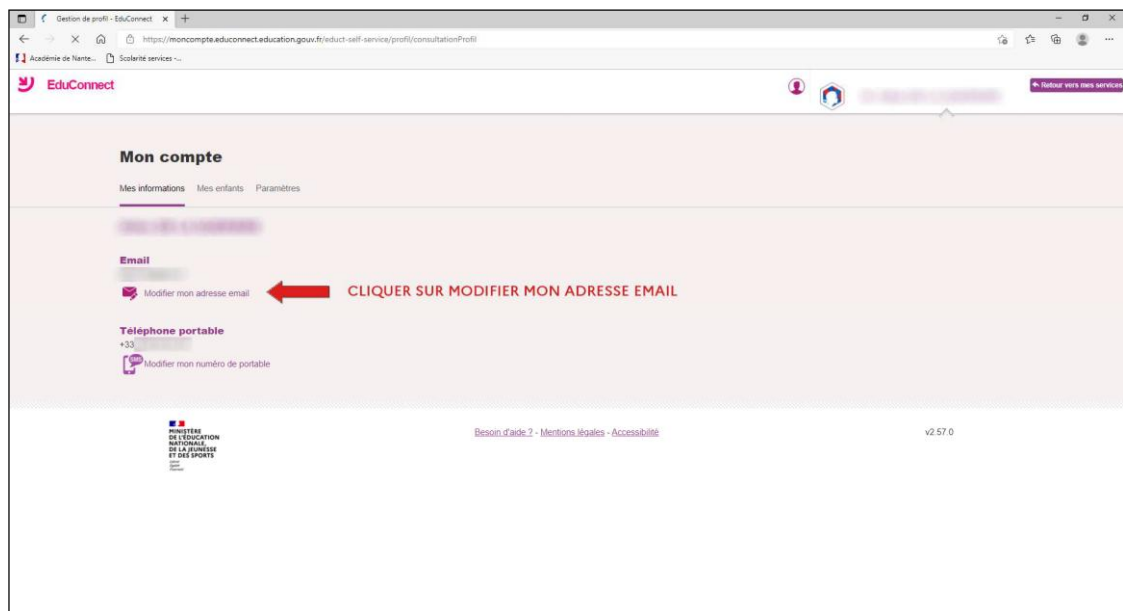 Gestion de profil - EduConnect
https://moncompte.educonnect.education.gouv.fr/educt-self-service/profil/consultationProfil
Académie de Nante... Scolarité services -...
EduConnect
Retour vers mes services
Mon compte
Mes informations Mes enfants Paramètres
Email
Modifier mon adresse email CLIQUER SUR MODIFIER MON ADRESSE EMAIL
Téléphone portable
+33
SMS
Modifier mon numéro de portable
MINISTÈRE
DE L'ÉDUCATION
NATIONALE,
DE LA JEUNESSE
ET DES SPORTS
Besoin d'aide ? - Mentions légales - Accessibilité
v2.57.0